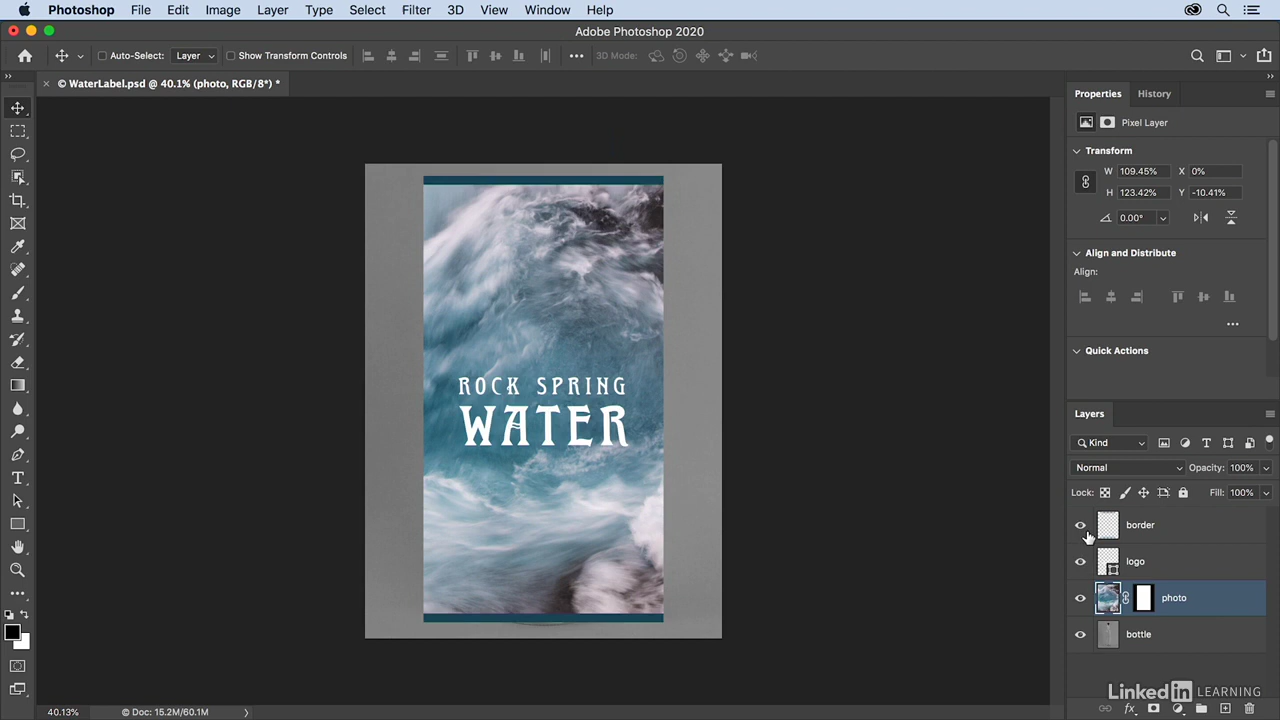 Photoshop File Edit Image Layer Type Select Filter 3D View Window Help
Adobe Photoshop 2020
Auto-Select: Layer Show Transform Controls 3D Mode:
© WaterLabel.psd @ 40.1% (photo, RGB/8*) *
Properties History
Pixel Layer
Transform
W 109.45% X 0%
H 123.42% Y -10.41%
0.00°
Align and Distribute
Align:
Quick Actions
ROCK SPRING
WATER
Layers
Kind
Normal Opacity: 100%
Lock: Fill: 100%
border
logo
photo
bottle
LinkedIn LEARNING
40.13% © Doc: 15.2M/60.1M